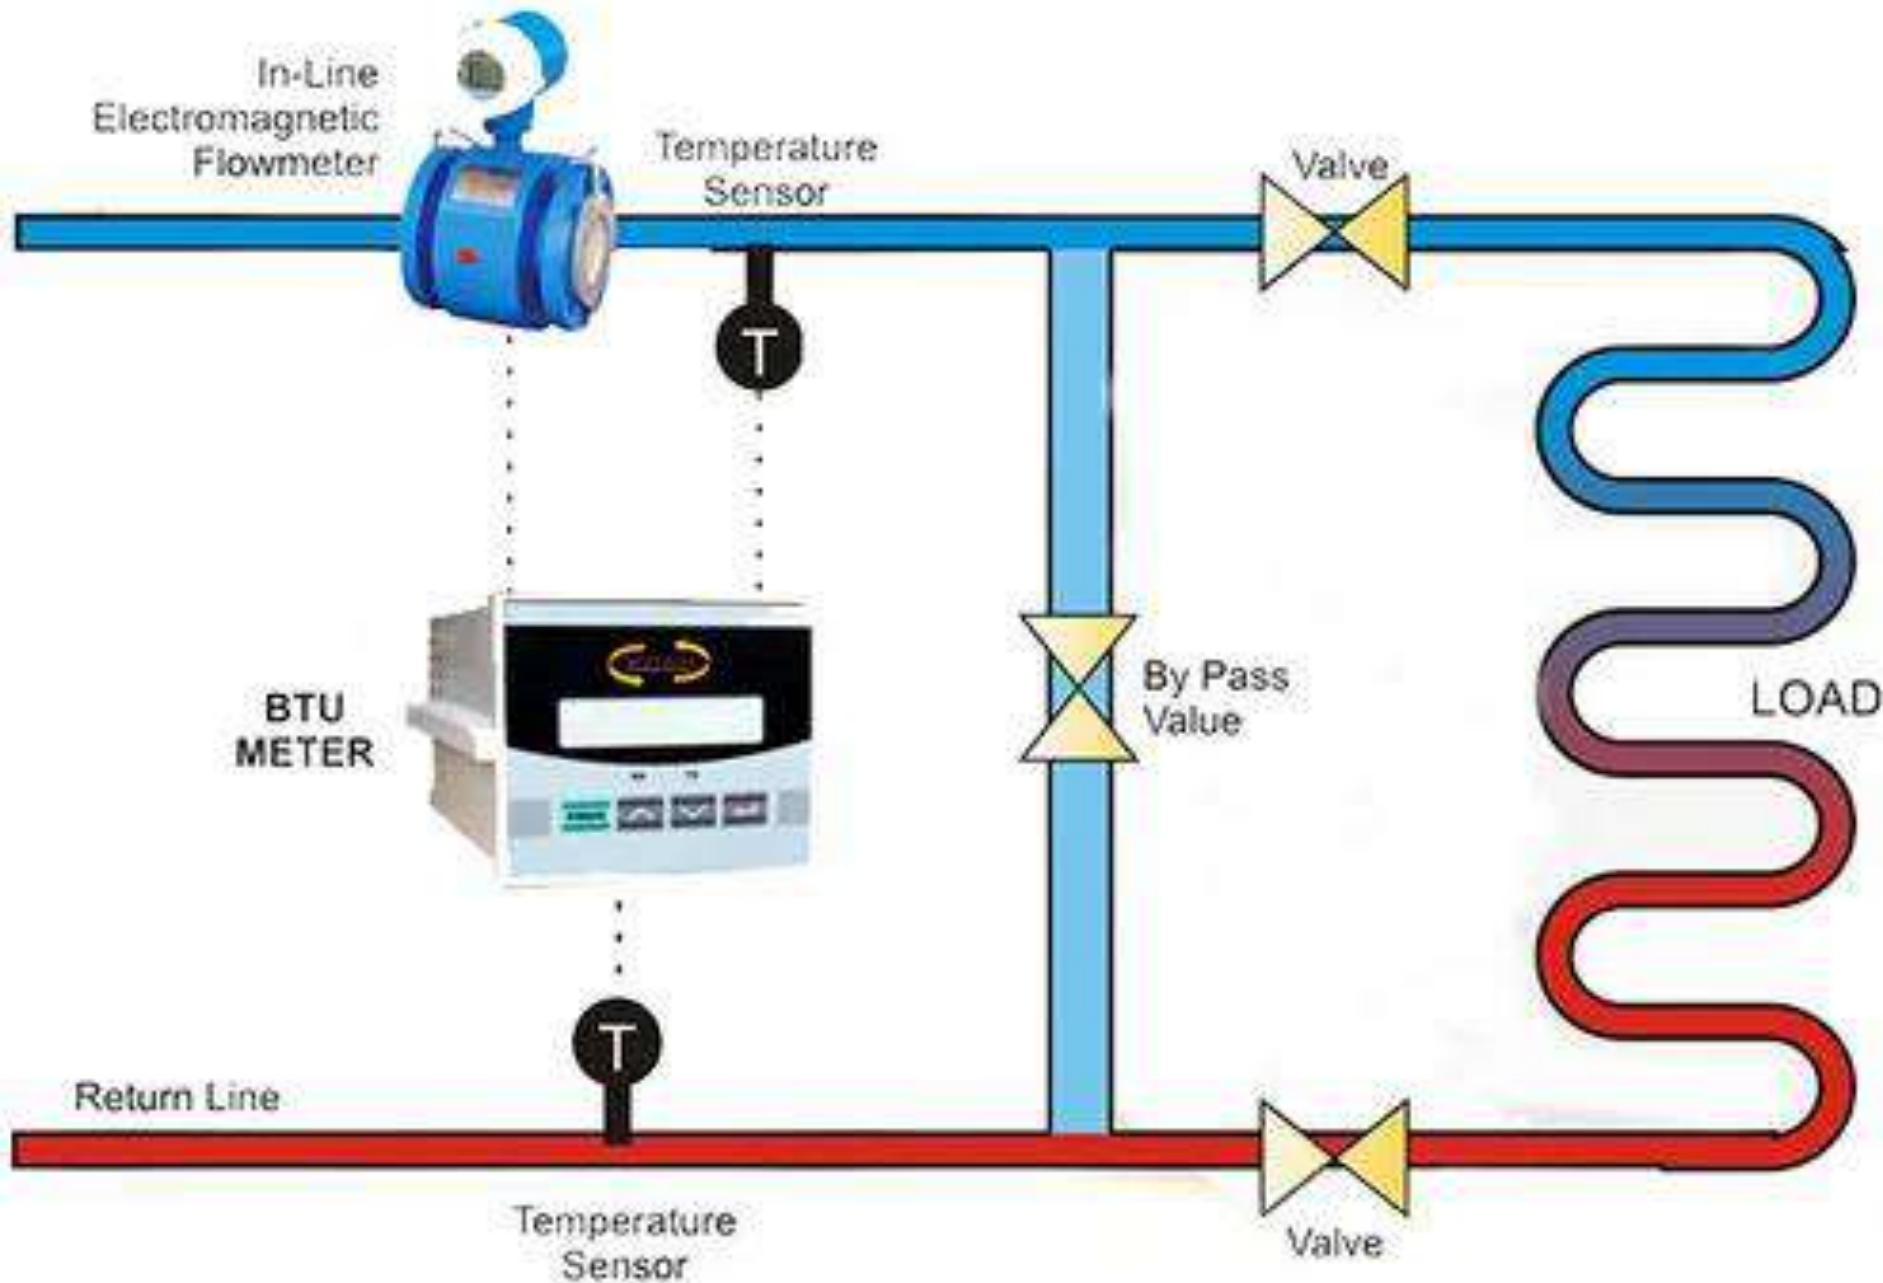 In-Line
Electromagnetic
Flowmeter
Temperature
Sensor
Valve
T
BTU
METER
By Pass
Value
LOAD
T
Return Line
Temperature
Sensor
Valve